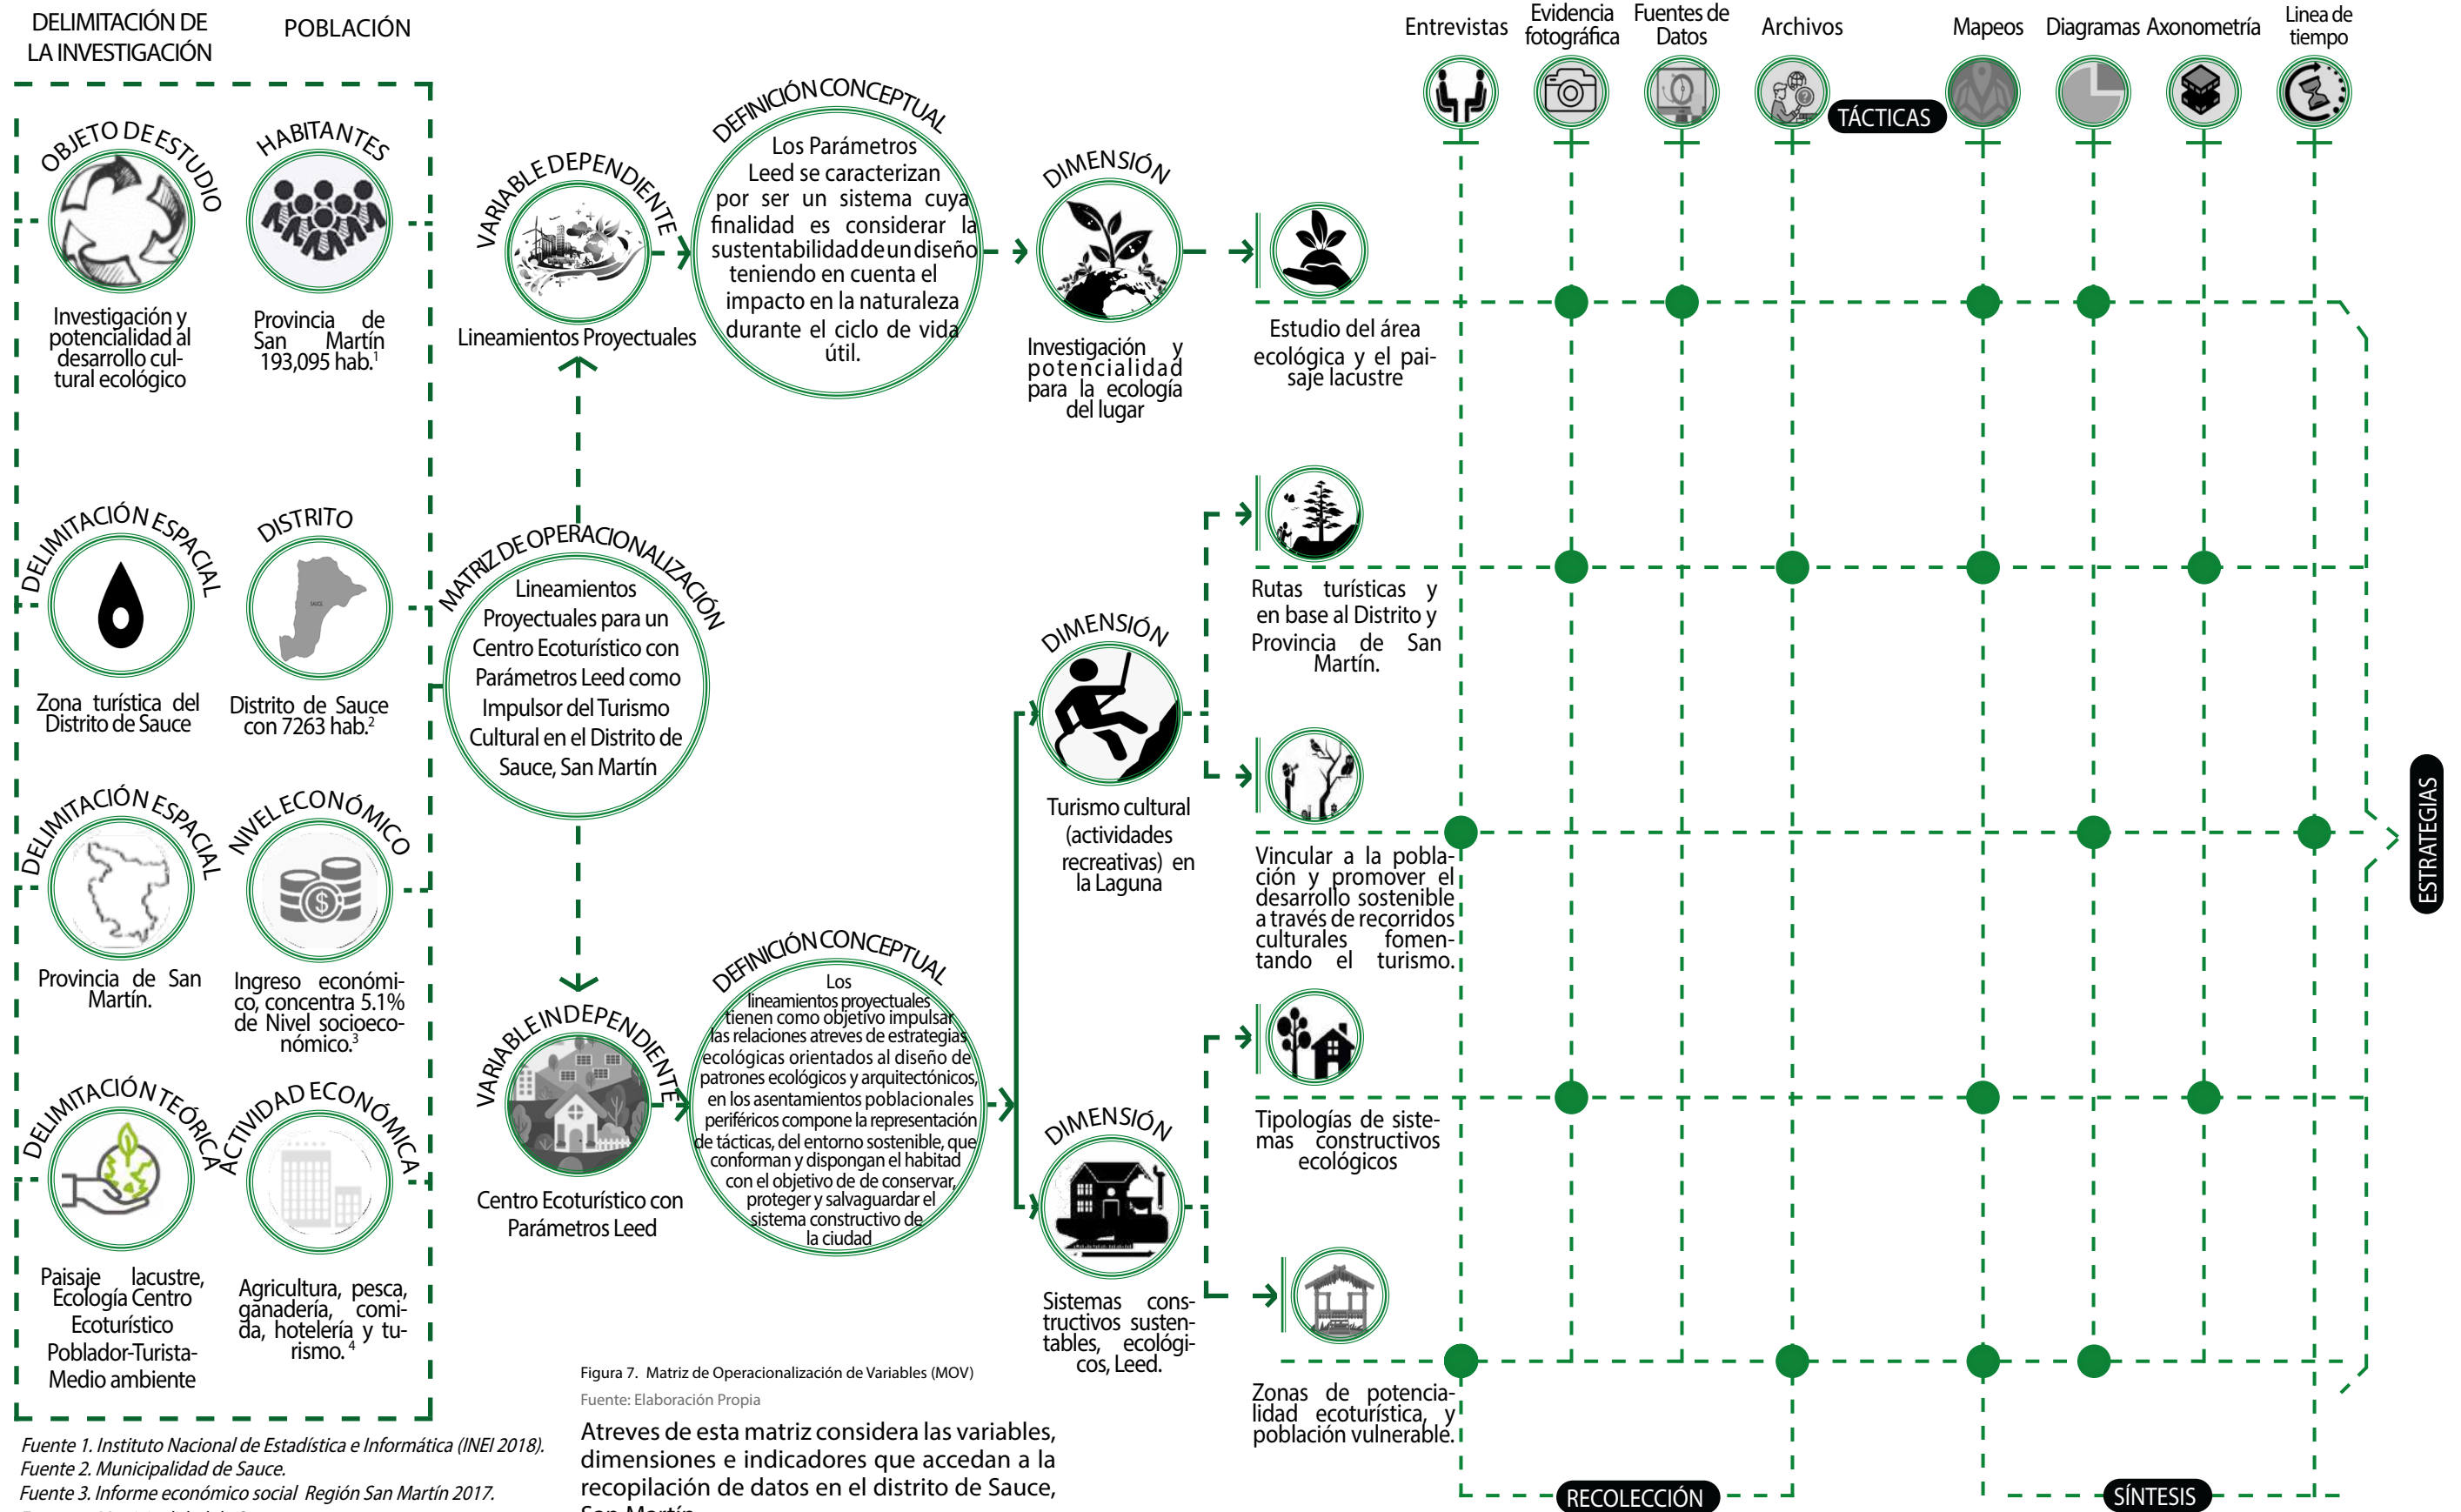 DELIMITACIÓN DE
LA INVESTIGACIÓN
POBLACIÓN
OBJETO DE ESTUDIO
Investigación y
potencialidad al
desarrollo cul-
tural ecológico
HABITANTES
Provincia de
San Martín
193,095 hab.1
DELIMITACIÓN ESPACIAL
Zona turística del
Distrito de Sauce
DISTRITO
SAUCE
Distrito de Sauce
con 7263 hab.2
DELIMITACIÓN ESPACIAL
Provincia de San
Martín.
NIVEL ECONÓMICO
Ingreso económi-
co, concentra 5.1%
de Nivel socioeco-
nómico.3
DELIMITACIÓN TEÓRICA
Paisaje lacustre,
Ecología Centro
Ecoturístico
Poblador-Turista-
Medio ambiente
ACTIVIDAD ECONÓMICA
Agricultura, pesca,
ganadería, comi-
da, hotelería y tu-
rismo. 4
Fuente 1. Instituto Nacional de Estadística e Informática (INEI 2018).
Fuente 2. Municipalidad de Sauce.
Fuente 3. Informe económico social Región San Martín 2017.
VARIABLE DEPENDIENTE
Lineamientos Proyectuales
MATRIZ DE OPERACIONALIZACIÓN
Lineamientos
Proyectuales para un
Centro Ecoturístico con
Parámetros Leed como
Impulsor del Turismo
Cultural en el Distrito de
Sauce, San Martín
VARIABLE INDEPENDIENTE
Centro Ecoturístico con
Parámetros Leed
DEFINICIÓN CONCEPTUAL
Los Parámetros
Leed se caracterizan
por ser un sistema cuya
finalidad es considerar la
sustentabilidad de un diseño
teniendo en cuenta el
impacto en la naturaleza
durante el ciclo de vida
útil.
DEFINICIÓN CONCEPTUAL
Los
lineamientos proyectuales
tienen como objetivo impulsar
las relaciones atreves de estrategias
ecológicas orientados al diseño de
patrones ecológicos y arquitectónicos,
en los asentamientos poblacionales
periféricos compone la representación
de tácticas, del entorno sostenible, que
conforman y dispongan el habitad
con el objetivo de de conservar,
proteger y salvaguardar el
sistema constructivo de
la ciudad
Figura 7. Matriz de Operacionalización de Variables (MOV)
Fuente: Elaboración Propia
Atreves de esta matriz considera las variables,
dimensiones e indicadores que accedan a la
recopilación de datos en el distrito de Sauce,
San Martín
DIMENSIÓN
Investigación y
potencialidad
para la ecología
del lugar
DIMENSIÓN
Turismo cultural
(actividades
recreativas) en
la Laguna
DIMENSIÓN
Sistemas cons-
tructivos susten-
tables, ecológi-
cos, Leed.
Estudio del área
ecológica y el pai-
saje lacustre
Rutas turísticas y
en base al Distrito y
Provincia de San
Martín.
Vincular a la pobla-
ción y promover el
desarrollo sostenible
a través de recorridos
culturales fomen-
tando el turismo.
Tipologías de siste-
mas constructivos
ecológicos
Zonas de potencia-
lidad ecoturística, y
población vulnerable.
Entrevistas
Evidencia
fotográfica
Fuentes de
Datos
Archivos
TÁCTICAS
Mapeos
Diagramas
Axonometría
Linea de
tiempo
ESTRATEGIAS
RECOLECCIÓN
SÍNTESIS